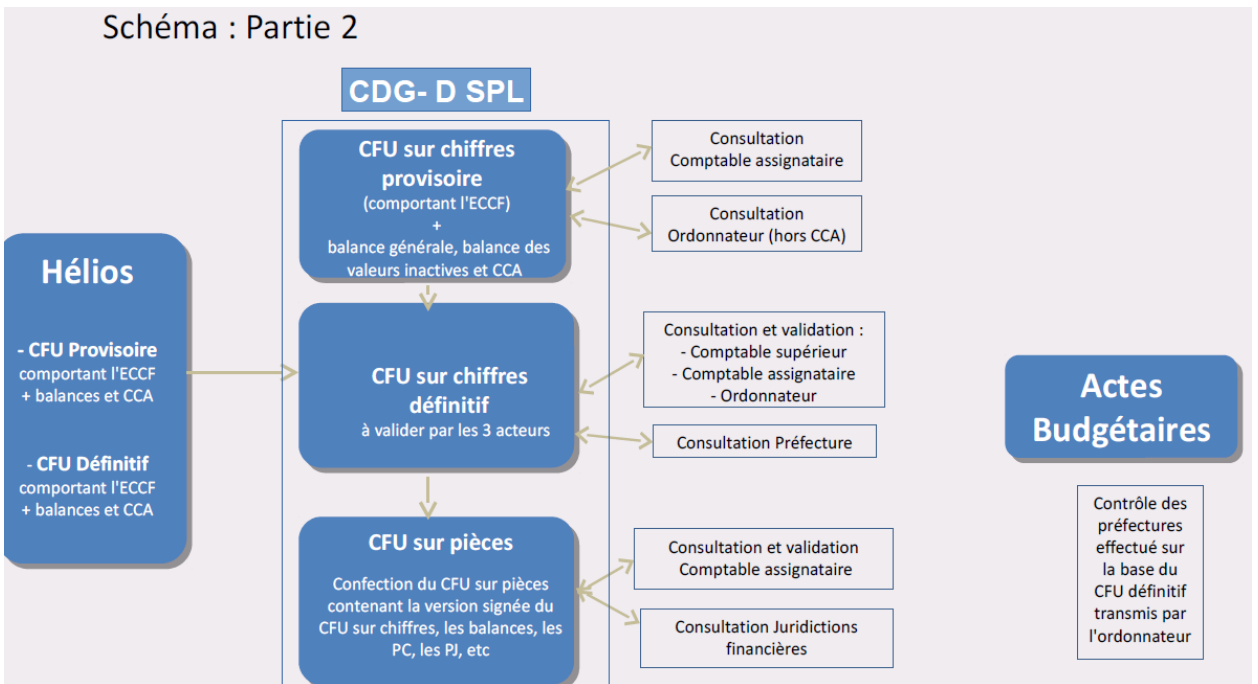 Schéma : Partie 2
CDG- D SPL
Hélios
- CFU Provisoire
comportant l'ECCF
+ balances et CCA
- CFU Définitif
comportant l'ECCF
+ balances et CCA
CFU sur chiffres
provisoire
(comportant l'ECCF)
+
balance générale, balance des
valeurs inactives et CCA
Consultation
Comptable assignataire
Consultation
Ordonnateur (hors CCA)
CFU sur chiffres
définitif
à valider par les 3 acteurs
Consultation et validation :
- Comptable supérieur
- Comptable assignataire
- Ordonnateur
Consultation Préfecture
CFU sur pièces
Confection du CFU sur pièces
contenant la version signée du
CFU sur chiffres, les balances, les
PC, les PJ, etc
Consultation et validation
Comptable assignataire
Consultation Juridictions
financières
Actes
Budgétaires
Contrôle des
préfectures
effectué sur
la base du
CFU définitif
transmis par
l'ordonnateur